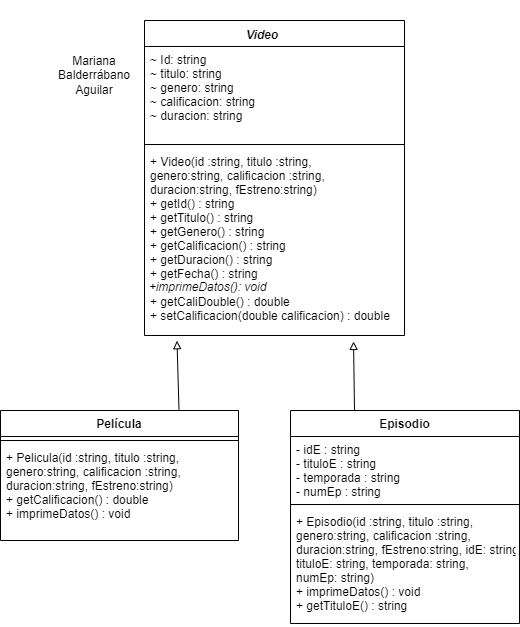 Video
Mariana
Balderrábano
Aguilar
~ Id: string
~ titulo: string
~ genero: string
~ calificacion: string
~ duracion: string
+ Video(id :string, titulo :string,
genero:string, calificacion :string,
duracion:string, fEstreno:string)
+ getId() : string
+ getTitulo() : string
+ getGenero() : string
+ getCalificacion() : string
+ getDuracion() : string
+ getFecha() : string
+imprimeDatos(): void
+ getCaliDouble() : double
+ setCalificacion(double calificacion) : double
Película
+ Pelicula(id :string, titulo :string,
genero:string, calificacion :string,
duracion:string, fEstreno:string)
+ getCalificacion() : double
+ imprimeDatos() : void
Episodio
- idE : string
- tituloE : string
- temporada : string
- numEp : string
+ Episodio(id :string, titulo :string,
genero:string, calificacion :string,
duracion:string, fEstreno:string, idE: string,
tituloE: string, temporada: string,
numEp: string)
+ imprimeDatos() : void
+ getTituloE() : string